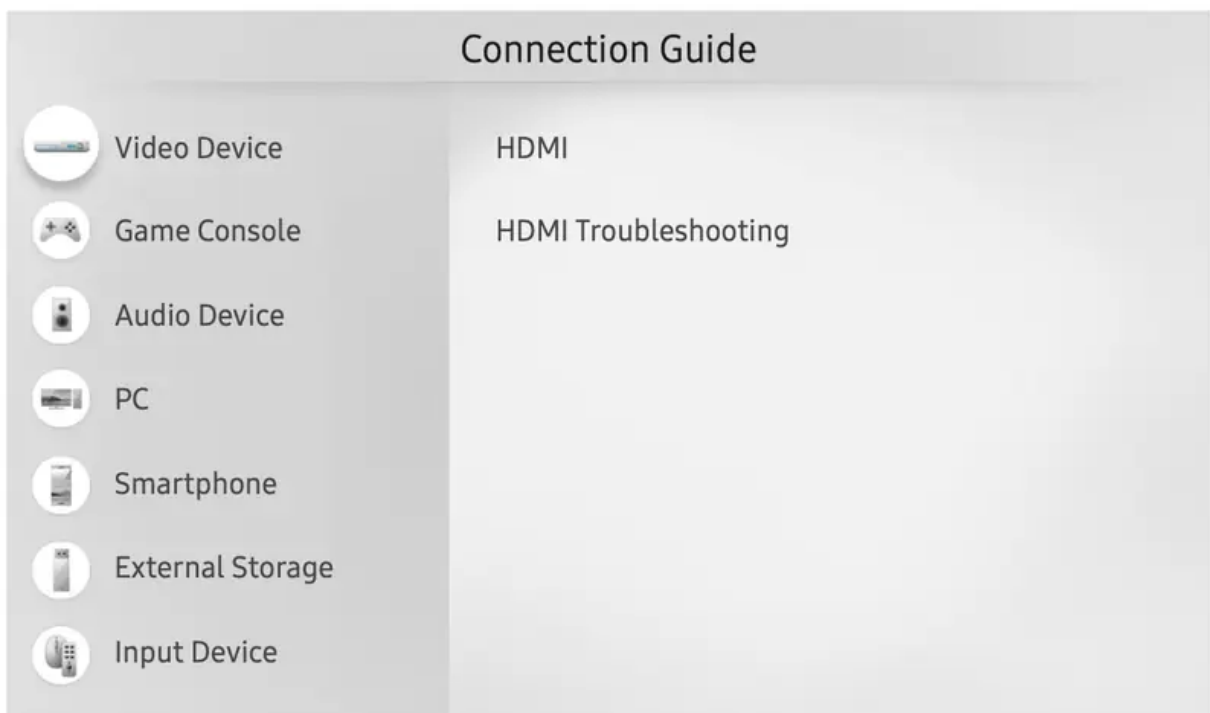 Connection Guide
Video Device
HDMI
Game Console
HDMI Troubleshooting
Audio Device
PC
Smartphone
External Storage
Input Device